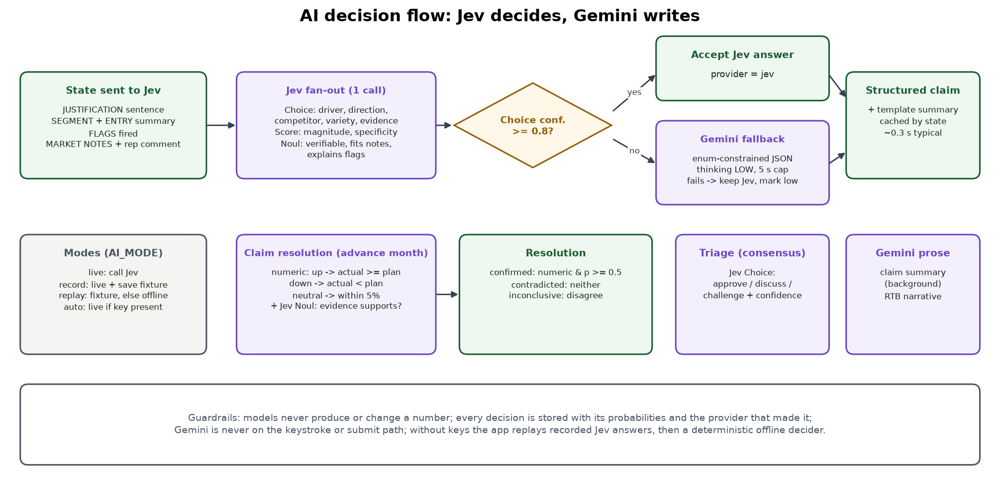 AI decision flow: Jev decides, Gemini writes
State sent to Jev
JUSTIFICATION sentence
SEGMENT + ENTRY summary
FLAGS fired
MARKET NOTES + rep comment
Jev fan-out (1 call)
Choice: driver, direction,
competitor, variety, evidence
Score: magnitude, specificity
Noul: verifiable, fits notes,
explains flags
Choice conf.
>= 0.8?
yes
no
Accept Jev answer
provider = jev
Gemini fallback
enum-constrained JSON
thinking LOW, 5 s cap
fails -> keep Jev, mark low
Structured claim
+ template summary
cached by state
~0.3 s typical
Modes (AI_MODE)
live: call Jev
record: live + save fixture
replay: fixture, else offline
auto: live if key present
Claim resolution (advance month)
numeric: up -> actual >= plan
down -> actual < plan
neutral -> within 5%
+ Jev Noul: evidence supports?
Resolution
confirmed: numeric & p >= 0.5
contradicted: neither
inconclusive: disagree
Triage (consensus)
Jev Choice:
approve / discuss /
challenge + confidence
Gemini prose
claim summary
(background)
RTB narrative
Guardrails: models never produce or change a number; every decision is stored with its probabilities and the provider that made it;
Gemini is never on the keystroke or submit path; without keys the app replays recorded Jev answers, then a deterministic offline decider.